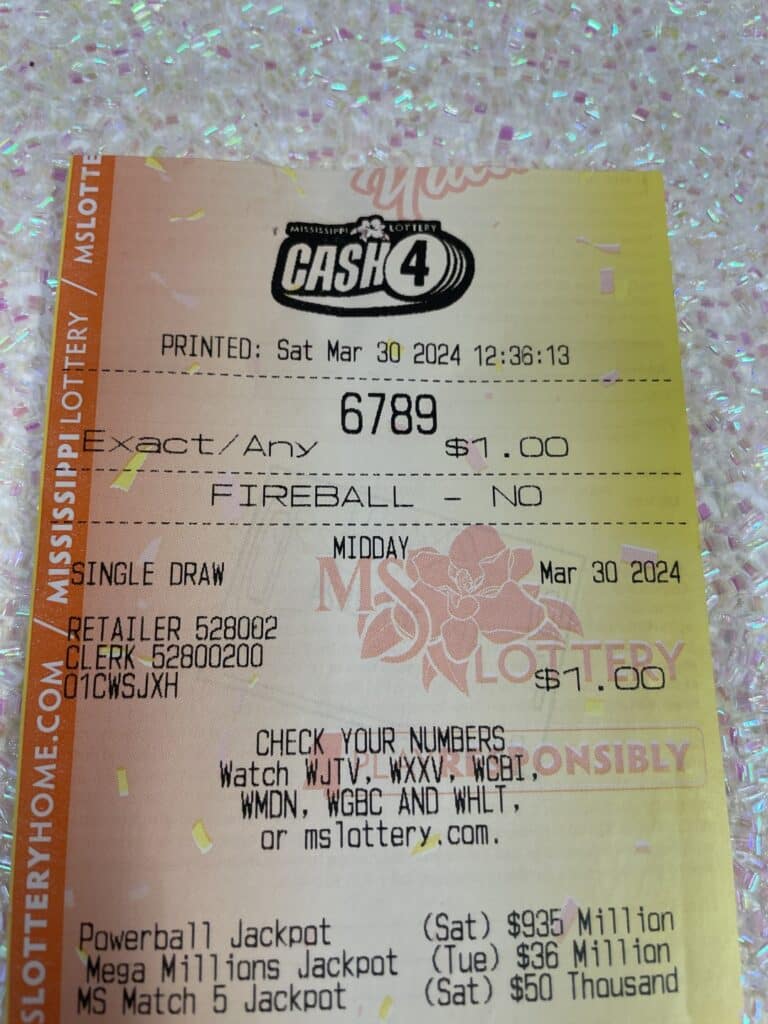 MISSISSIPPI LOTTERY
CASH 4
PRINTED: Sat Mar 30 2024 12:36:13
6789
Exact/Any $1.00
FIREBALL - NO
MIDDAY
SINGLE DRAW Mar 30 2024
MS
LOTTERY
RETAILER 528002
CLERK 52800200
01CWSJXH
$1.00
CHECK YOUR NUMBERS
Watch WJTV, WXXV, WCBI,
WMDN, WGBC AND WHLT,
or mslottery.com.
PLAY RESPONSIBLY
Powerball Jackpot (Sat) $935 Million
Mega Millions Jackpot (Tue) $36 Million
MS Match 5 Jackpot (Sat) $50 Thousand
SLOTTERYHOME.COM / MISSISSIPPI LOTTERY / MSLOTTE